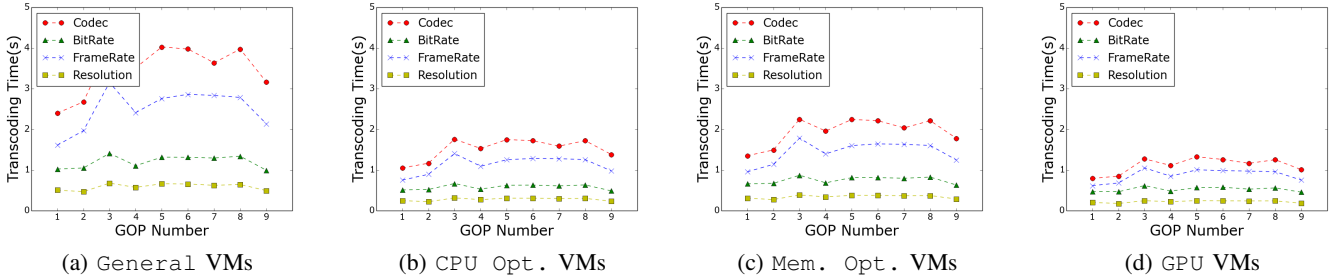 Transcoding Time(s)
5
4
3
2
1
0
Codec
BitRate
FrameRate
Resolution
1 2 3 4 5 6 7 8 9
GOP Number
(a) General VMs
Transcoding Time(s)
5
4
3
2
1
0
Codec
BitRate
FrameRate
Resolution
1 2 3 4 5 6 7 8 9
GOP Number
(b) CPU Opt. VMs
Transcoding Time(s)
5
4
3
2
1
0
Codec
BitRate
FrameRate
Resolution
1 2 3 4 5 6 7 8 9
GOP Number
(c) Mem. Opt. VMs
Transcoding Time(s)
5
4
3
2
1
0
Codec
BitRate
FrameRate
Resolution
1 2 3 4 5 6 7 8 9
GOP Number
(d) GPU VMs